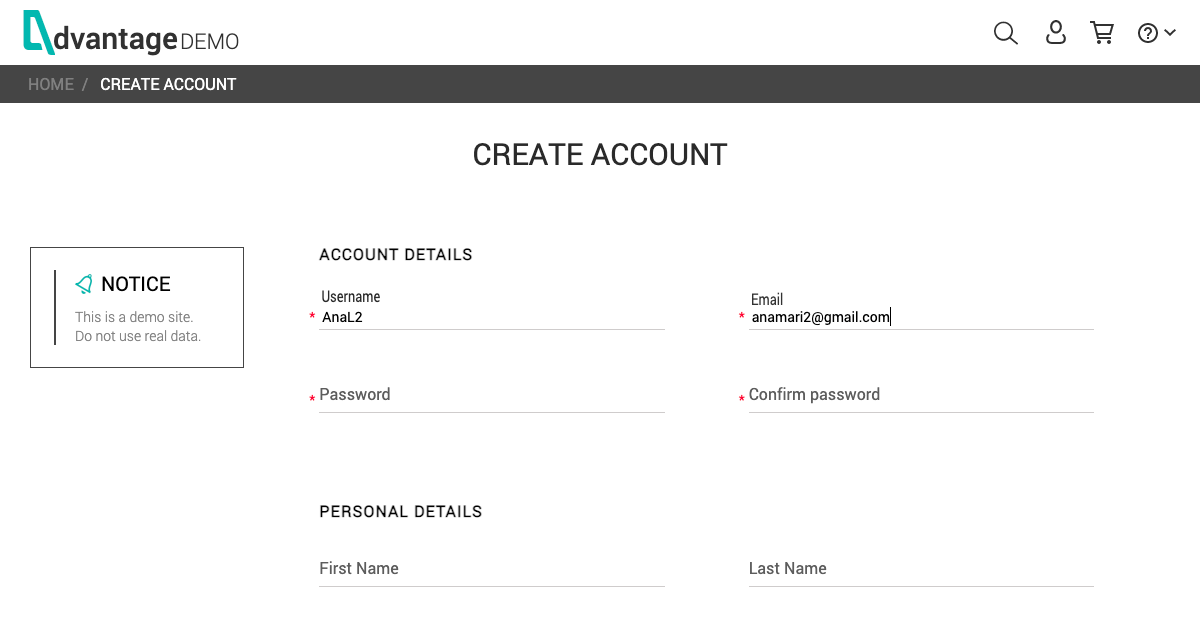 dvantage DEMO
HOME / CREATE ACCOUNT
CREATE ACCOUNT
NOTICE
This is a demo site.
Do not use real data.
ACCOUNT DETAILS
Username
* AnaL2
Email
* anamari2@gmail.com
* Password
* Confirm password
PERSONAL DETAILS
First Name
Last Name